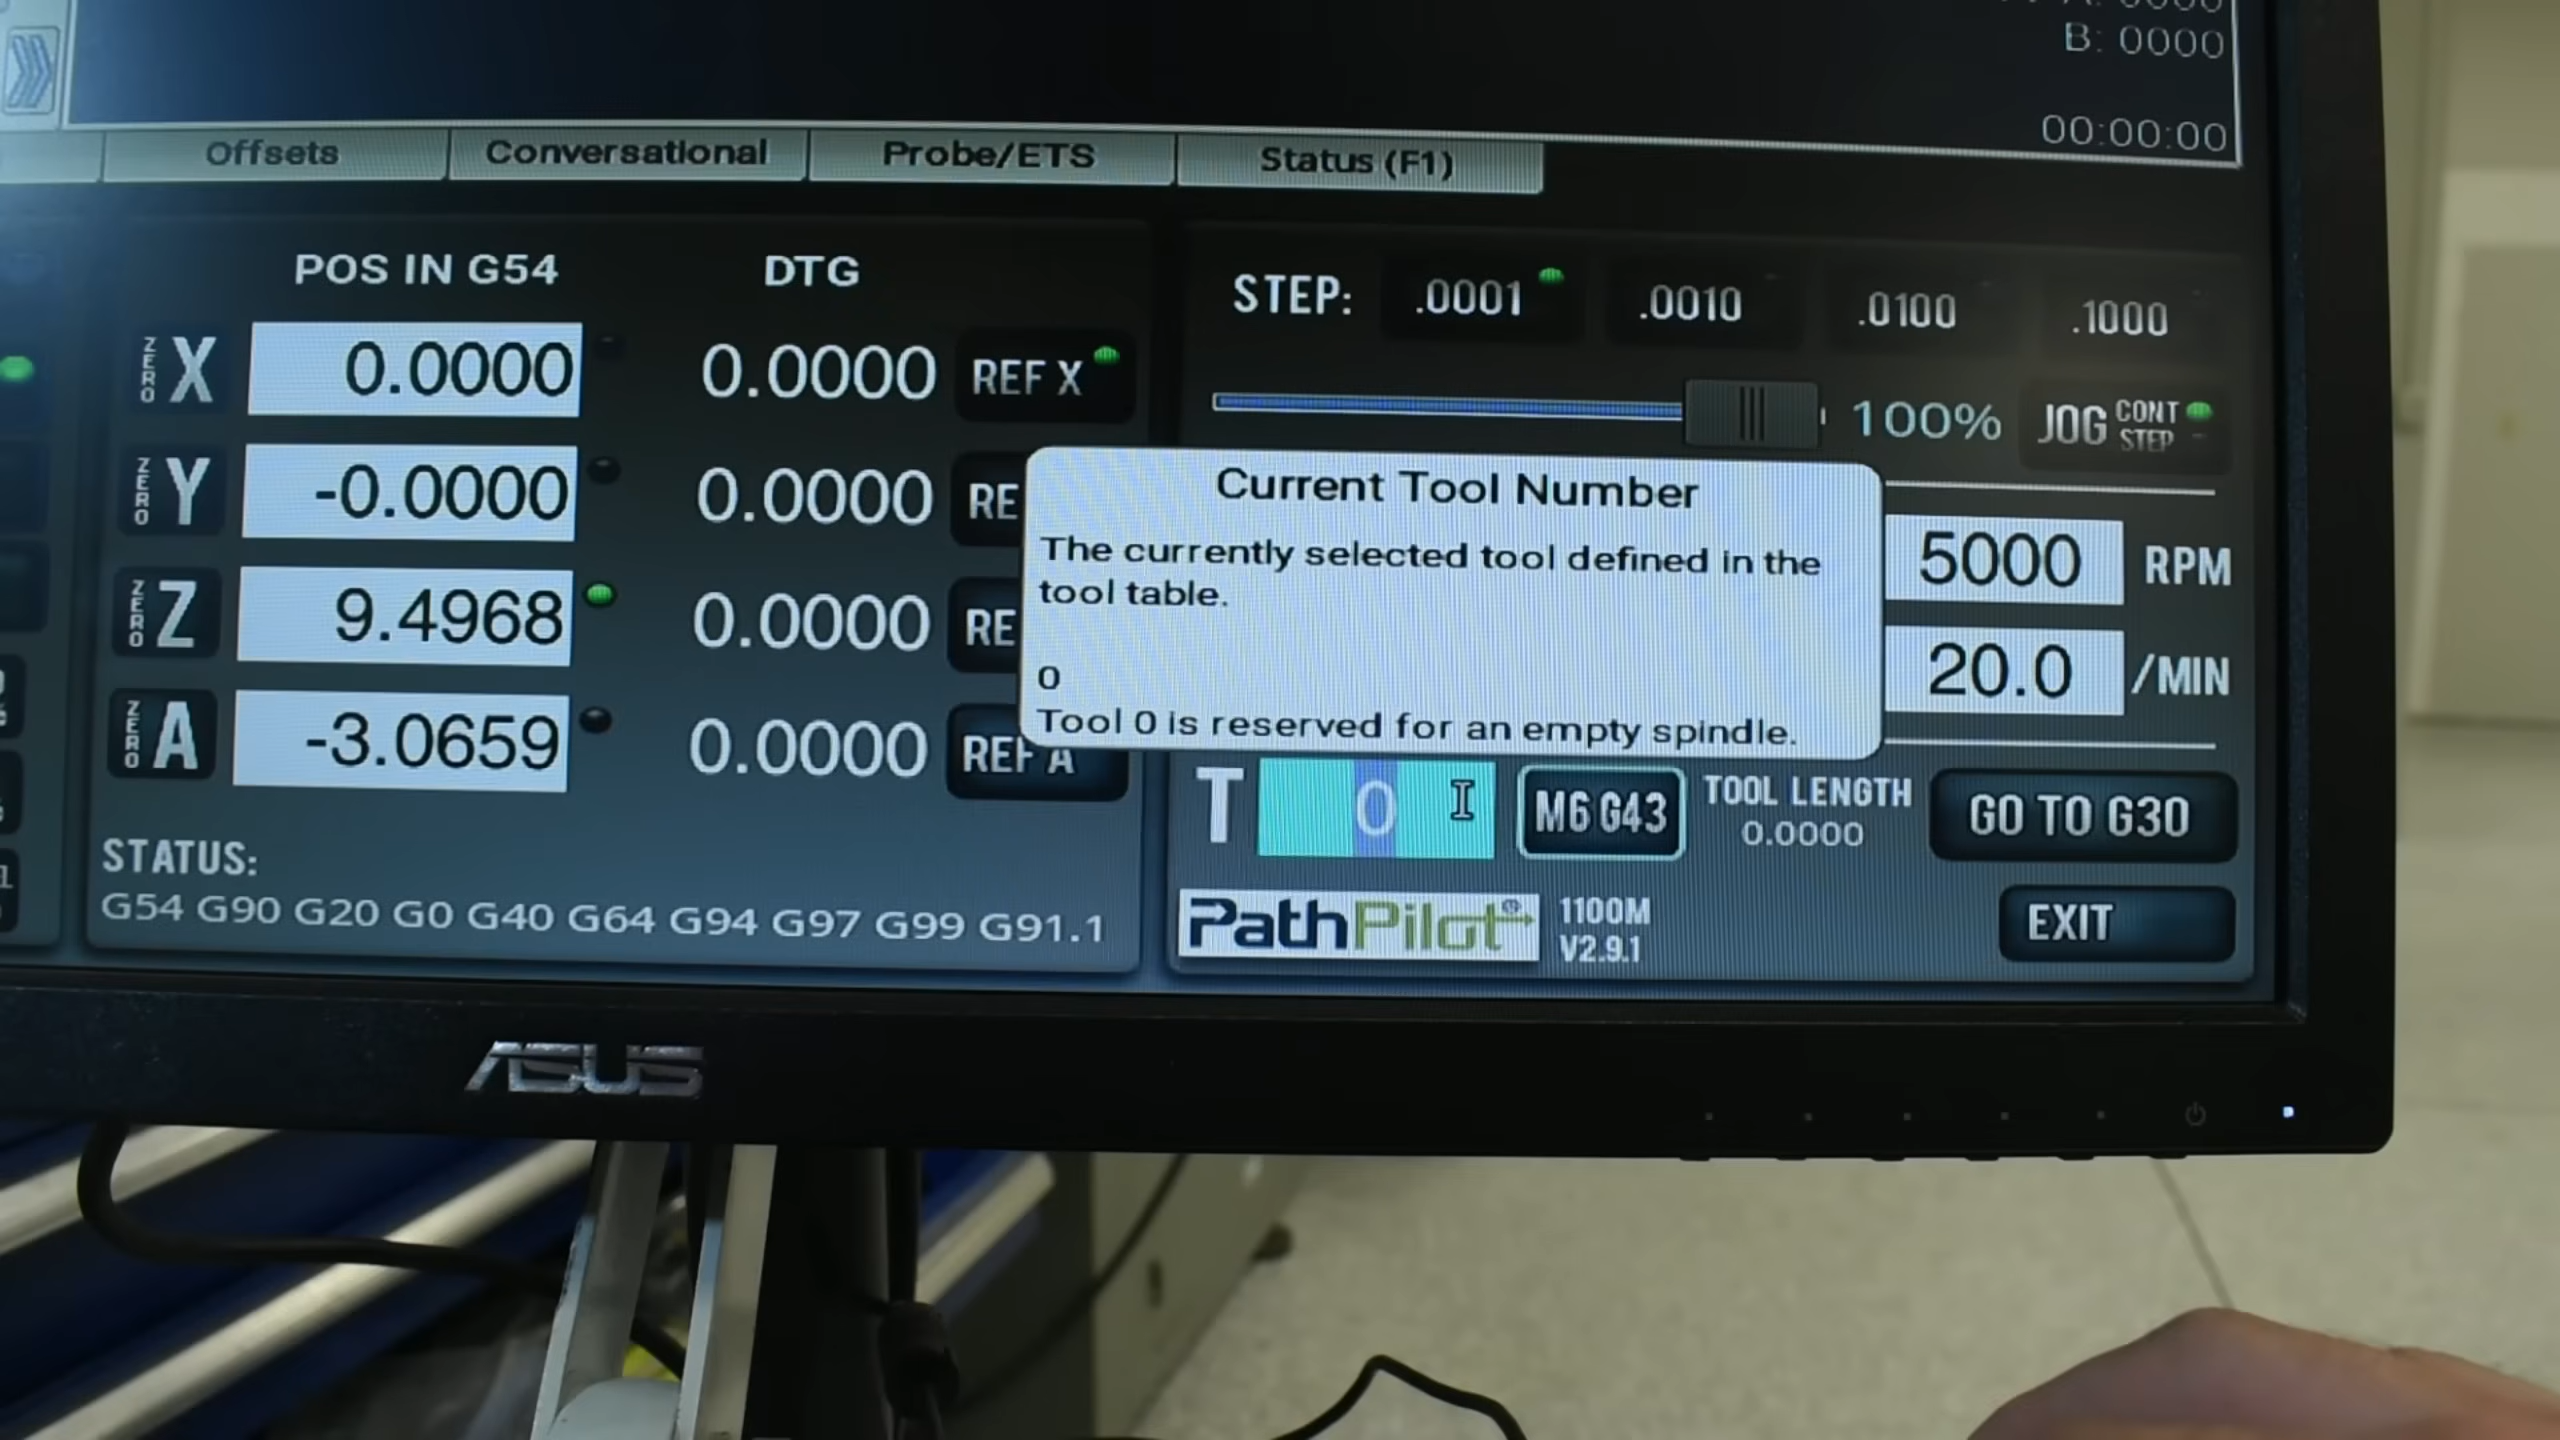 B: 0000
00:00:00
Offsets
Conversational
Probe/ETS
Status (F1)
POS IN G54
DTG
ZERO X 0.0000 0.0000 REF X
ZERO Y -0.0000 0.0000 RE
ZERO Z 9.4968 0.0000 RE
ZERO A -3.0659 0.0000 REF A
STATUS:
G54 G90 G20 G0 G40 G64 G94 G97 G99 G91.1
STEP: .0001 .0010 .0100 .1000
100% JOG CONT STEP
Current Tool Number
The currently selected tool defined in the
tool table.
0
Tool 0 is reserved for an empty spindle.
5000 RPM
20.0 /MIN
T 0 M6 G43
TOOL LENGTH
0.0000
GO TO G30
PathPilot®
1100M
V2.9.1
EXIT
ASUS